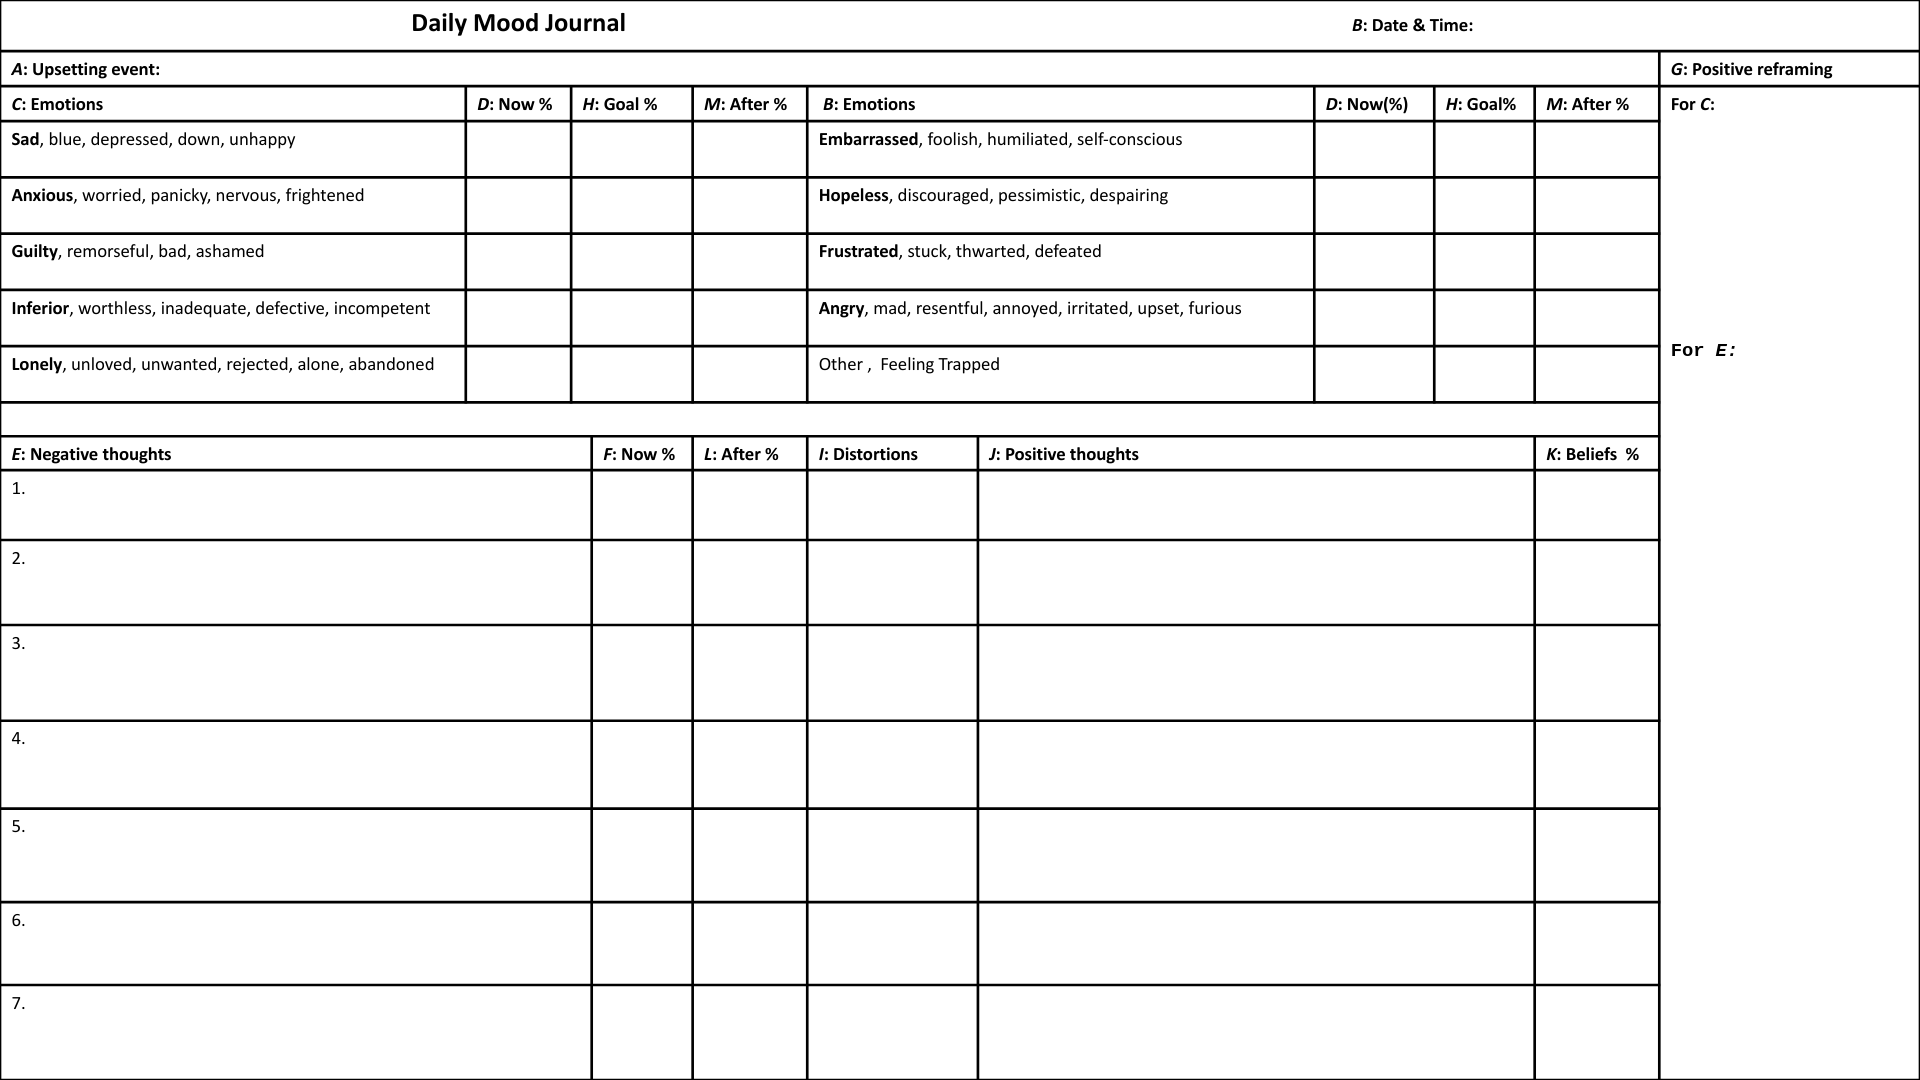 Daily Mood Journal B: Date & Time:
A: Upsetting event: G: Positive reframing
C: Emotions D: Now % H: Goal % M: After % B: Emotions D: Now(%) H: Goal% M: After % For C:
Sad, blue, depressed, down, unhappy Embarrassed, foolish, humiliated, self-conscious
Anxious, worried, panicky, nervous, frightened Hopeless, discouraged, pessimistic, despairing
Guilty, remorseful, bad, ashamed Frustrated, stuck, thwarted, defeated
Inferior, worthless, inadequate, defective, incompetent Angry, mad, resentful, annoyed, irritated, upset, furious
For E:
Lonely, unloved, unwanted, rejected, alone, abandoned Other , Feeling Trapped
E: Negative thoughts F: Now % L: After % I: Distortions J: Positive thoughts K: Beliefs %
1.
2.
3.
4.
5.
6.
7.